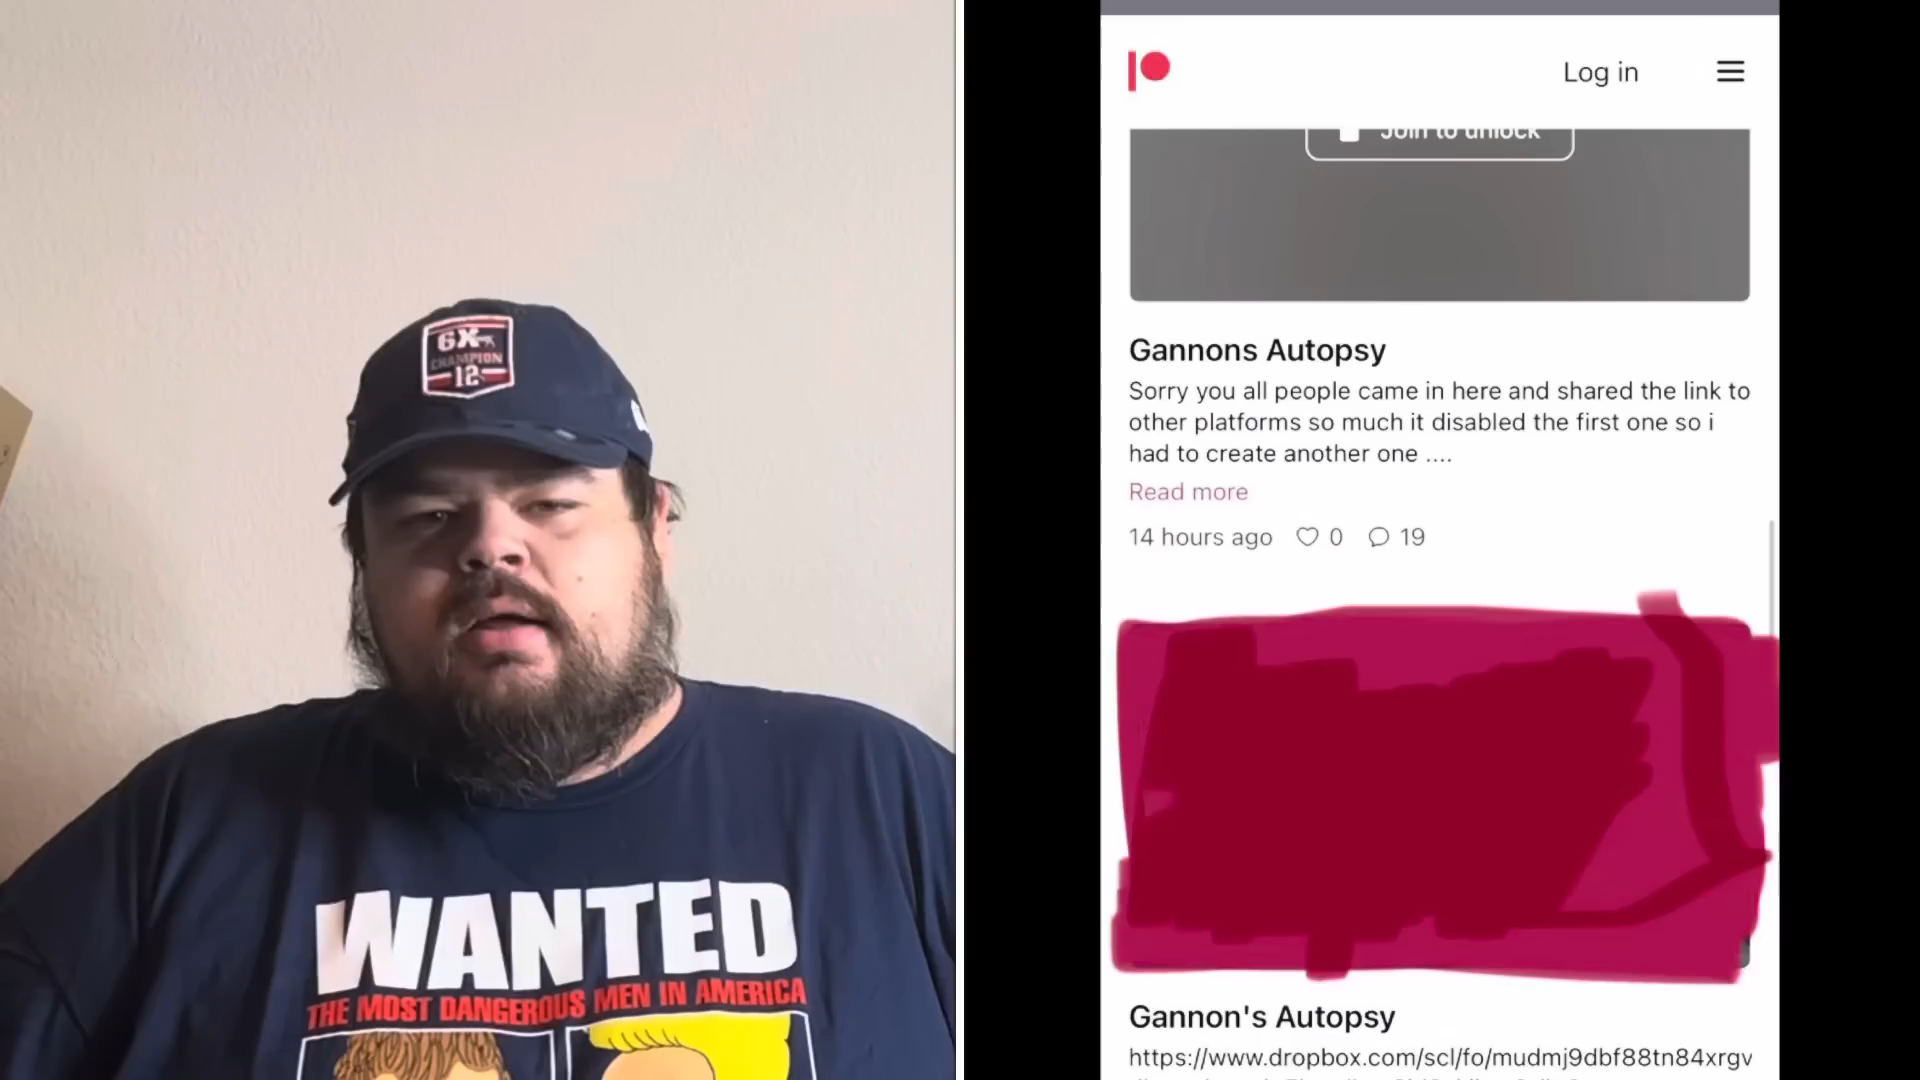 6X
CHAMPION
12
WANTED
THE MOST DANGEROUS MEN IN AMERICA
Log in
Join to unlock
Gannons Autopsy
Sorry you all people came in here and shared the link to
other platforms so much it disabled the first one so i
had to create another one ....
Read more
14 hours ago 0 19
Gannon's Autopsy
https://www.dropbox.com/scl/fo/mudmj9dbf88tn84xrgv